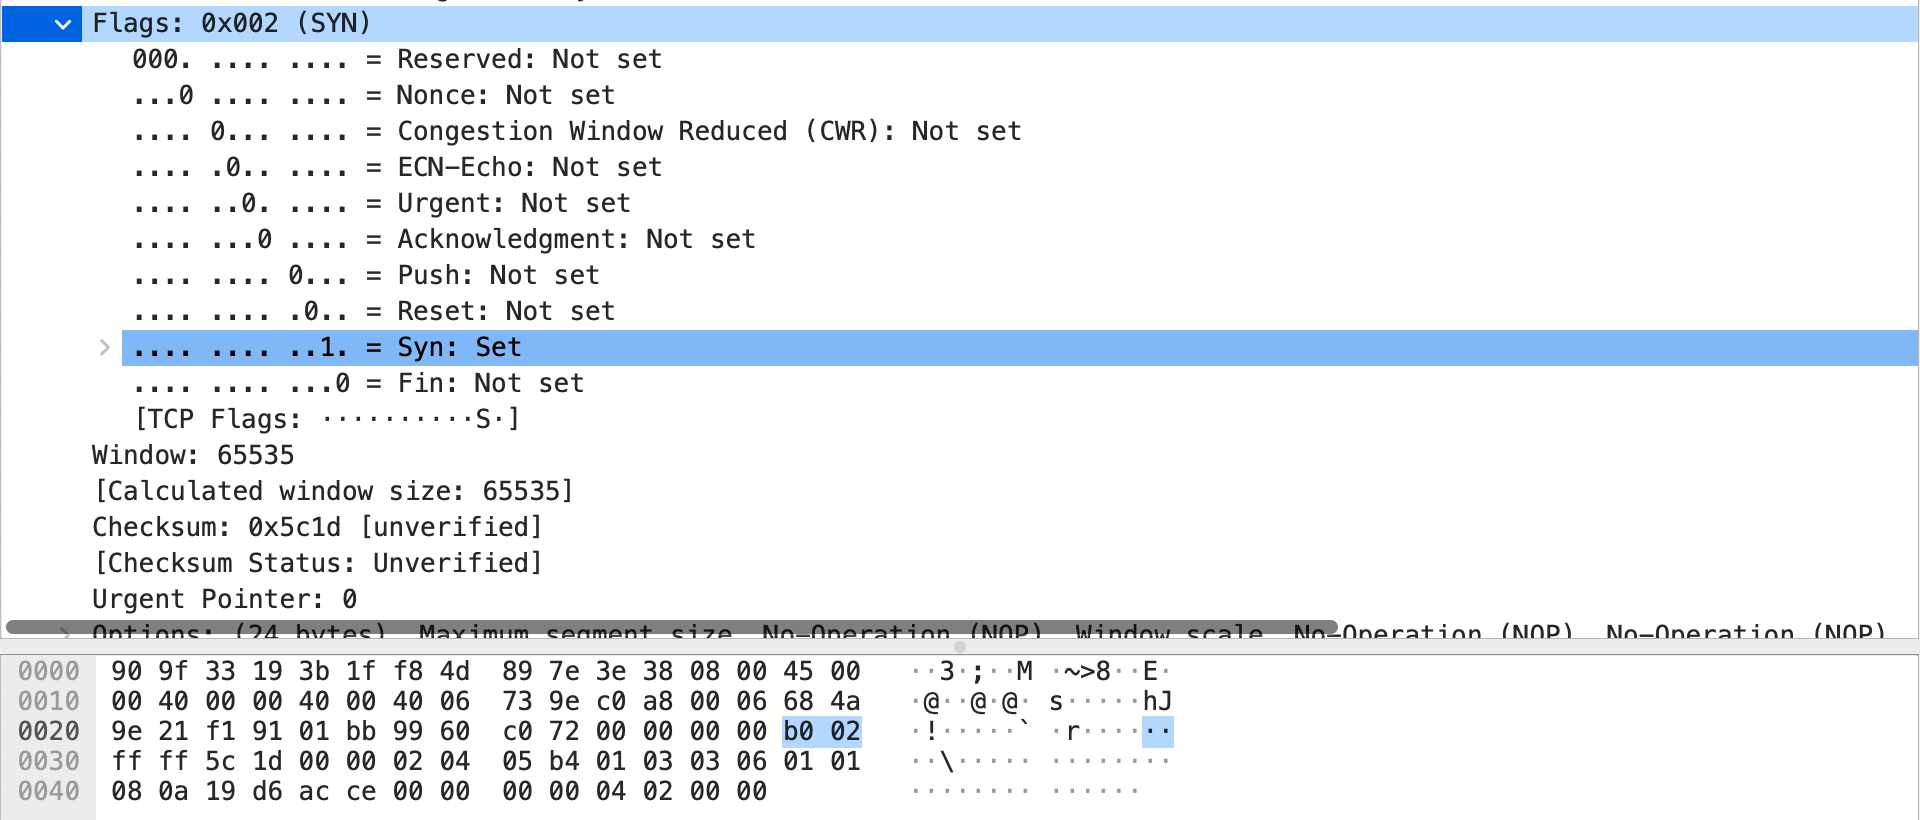 Flags: 0x002 (SYN)
000. .... .... = Reserved: Not set
...0 .... .... = Nonce: Not set
.... 0... .... = Congestion Window Reduced (CWR): Not set
.... .0.. .... = ECN-Echo: Not set
.... ..0. .... = Urgent: Not set
.... ...0 .... = Acknowledgment: Not set
.... .... 0... = Push: Not set
.... .... .0.. = Reset: Not set
.... .... ..1. = Syn: Set
.... .... ...0 = Fin: Not set
[TCP Flags: ··········S·]
Window: 65535
[Calculated window size: 65535]
Checksum: 0x5c1d [unverified]
[Checksum Status: Unverified]
Urgent Pointer: 0
Options: (24 bytes), Maximum segment size, No-Operation (NOP), Window scale, No-Operation (NOP), No-Operation (NOP),
0000 90 9f 33 19 3b 1f f8 4d 89 7e 3e 38 08 00 45 00 ··3·;··M ·~>8··E·
0010 00 40 00 00 40 00 40 06 73 9e c0 a8 00 06 68 4a ·@··@·@· s·····hJ
0020 9e 21 f1 91 01 bb 99 60 c0 72 00 00 00 00 b0 02 ·!·····` ·r······
0030 ff ff 5c 1d 00 00 02 04 05 b4 01 03 03 06 01 01 ··\····· ········
0040 08 0a 19 d6 ac ce 00 00 00 00 04 02 00 00 ········ ······